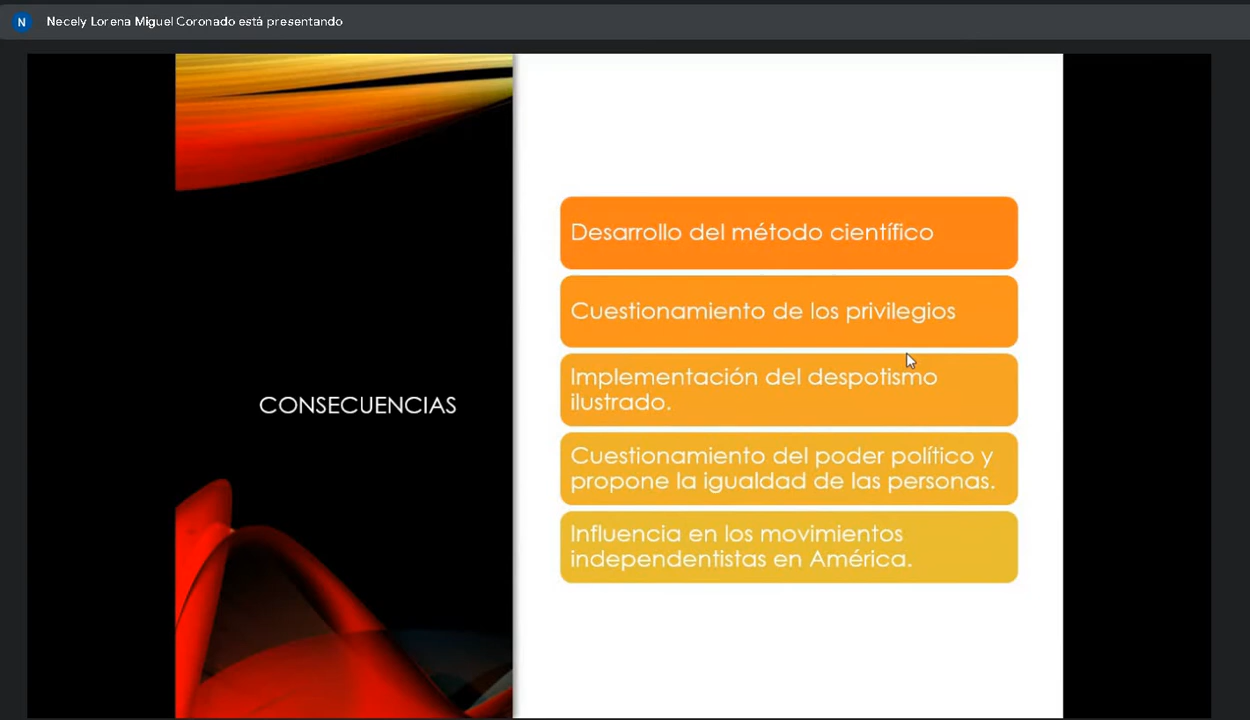 N
Necely Lorena Miguel Coronado está presentando
CONSECUENCIAS
Desarrollo del método científico
Cuestionamiento de los privilegios
Implementación del despotismo
ilustrado.
Cuestionamiento del poder político y
propone la igualdad de las personas.
Influencia en los movimientos
independentistas en América.